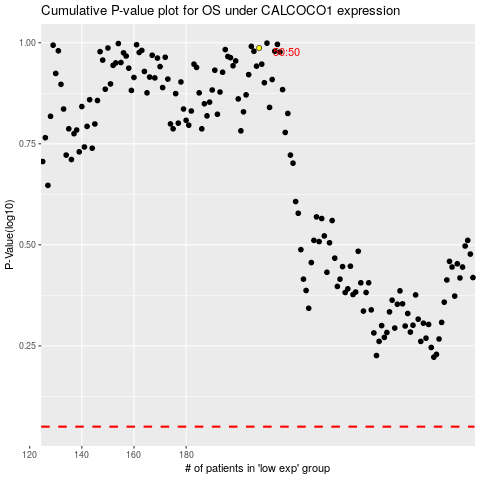 Cumulative P-value plot for OS under CALCOCO1 expression
1.00
50:50
0.75
P-Value(log10)
0.50
0.25
120 140 160 180
# of patients in 'low exp' group